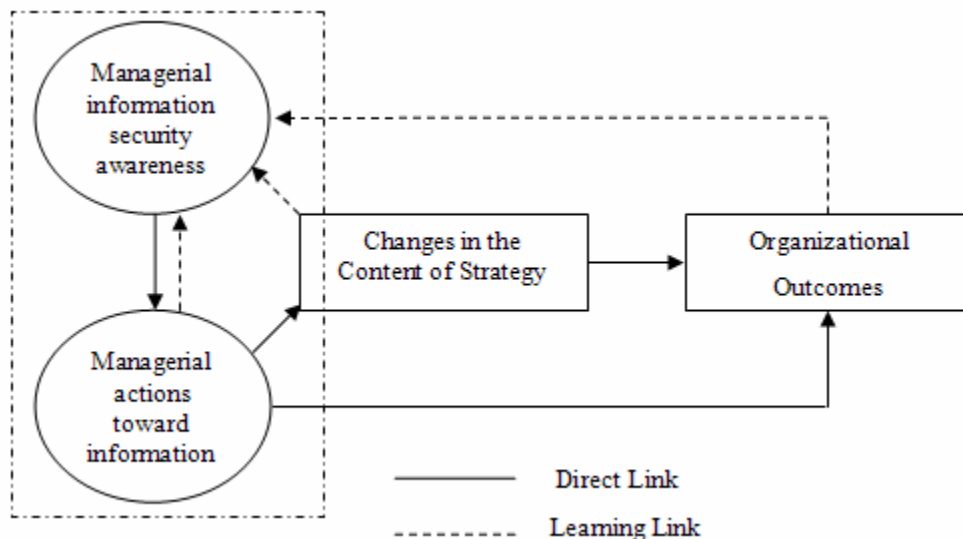 Managerial
information
security
awareness
Changes in the
Content of Strategy
Organizational
Outcomes
Managerial
actions
toward
information
Direct Link
Learning Link